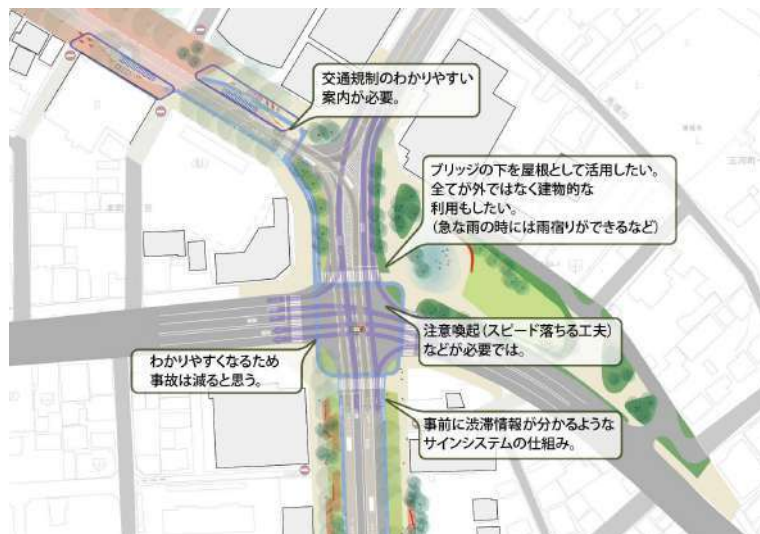 交通規制のわかりやすい
案内が必要。
ブリッジの下を屋根として活用したい。
全てが外ではなく建物的な
利用もしたい。
（急な雨の時には雨宿りができるなど）
注意喚起（スピード落ちる工夫）
などが必要では。
わかりやすくなるため
事故は減ると思う。
事前に渋滞情報が分かるような
サインシステムの仕組み。